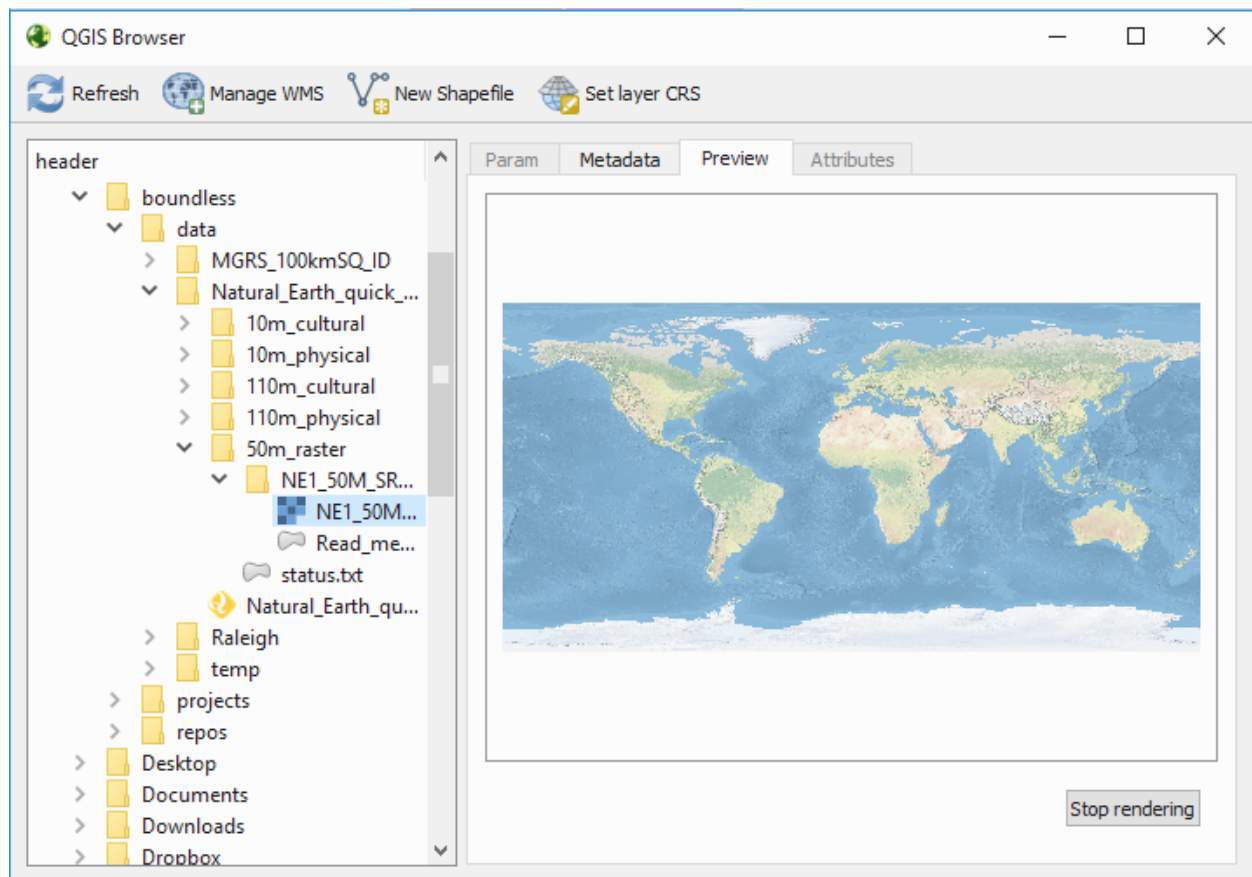 QGIS Browser
Refresh Manage WMS New Shapefile Set layer CRS
header
boundless
data
MGRS_100kmSQ_ID
Natural_Earth_quick_...
10m_cultural
10m_physical
110m_cultural
110m_physical
50m_raster
NE1_50M_SR...
NE1_50M...
Read_me...
status.txt
Natural_Earth_qu...
Raleigh
temp
projects
repos
Desktop
Documents
Downloads
Dropbox
Param Metadata Preview Attributes
Stop rendering